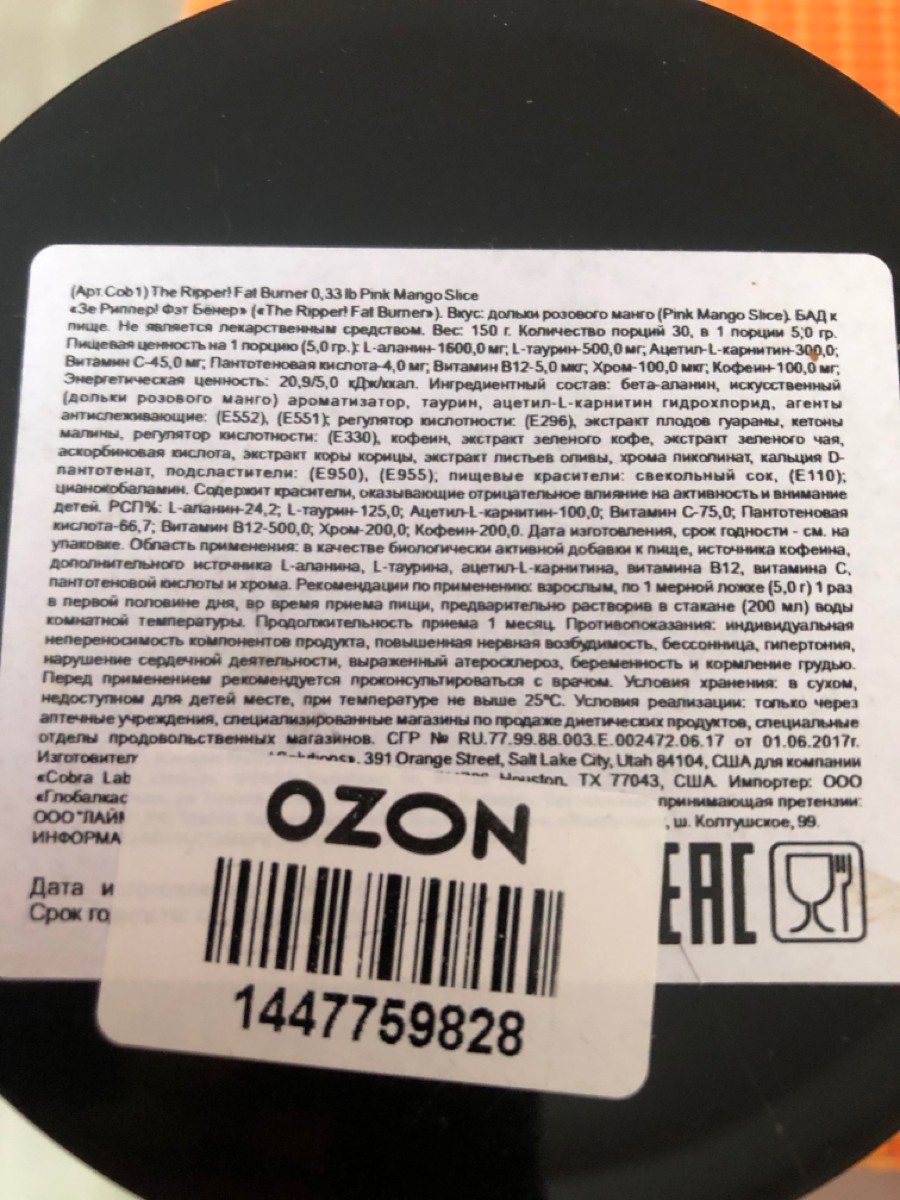 (Арт.Cob1) The Ripper! Fat Burner 0,33 lb Pink Mango Slice
«Зе Риппер! Фэт Бёнер» («The Ripper! Fat Burner»). Вкус: дольки розового манго (Pink Mango Slice). БАД к
пище. Не является лекарственным средством. Вес: 150 г. Количество порций 30, в 1 порции 5,0 гр.
Пищевая ценность на 1 порцию (5,0 гр.): L-аланин-1600,0 мг; L-таурин-500,0 мг; Ацетил-L-карнитин-300,0;
Витамин С-45,0 мг; Пантотеновая кислота-4,0 мг; Витамин В12-5,0 мкг; Хром-100,0 мкг; Кофеин-100,0 мг;
Энергетическая ценность: 20,9/5,0 кДж/ккал. Ингредиентный состав: бета-аланин, искусственный
(дольки розового манго) ароматизатор, таурин, ацетил-L-карнитин гидрохлорид, агенты
антислеживающие: (Е552), (Е551); регулятор кислотности: (Е296), экстракт плодов гуараны, кетоны
малины, регулятор кислотности: (Е330), кофеин, экстракт зеленого кофе, экстракт зеленого чая,
аскорбиновая кислота, экстракт коры корицы, экстракт листьев оливы, хрома пиколинат, кальция D-
пантотенат, подсластители: (Е950), (Е955); пищевые красители: свекольный сок, (Е110);
цианокобаламин. Содержит красители, оказывающие отрицательное влияние на активность и внимание
детей. РСП%: L-аланин-24,2; L-таурин-125,0; Ацетил-L-карнитин-100,0; Витамин С-75,0; Пантотеновая
кислота-66,7; Витамин В12-500,0; Хром-200,0; Кофеин-200,0. Дата изготовления, срок годности - см. на
упаковке. Область применения: в качестве биологически активной добавки к пище, источника кофеина,
дополнительного источника L-аланина, L-таурина, ацетил-L-карнитина, витамина В12, витамина С,
пантотеновой кислоты и хрома. Рекомендации по применению: взрослым, по 1 мерной ложке (5,0 г) 1 раз
в первой половине дня, во время приема пищи, предварительно растворив в стакане (200 мл) воды
комнатной температуры. Продолжительность приема 1 месяц. Противопоказания: индивидуальная
непереносимость компонентов продукта, повышенная нервная возбудимость, бессонница, гипертония,
нарушение сердечной деятельности, выраженный атеросклероз, беременность и кормление грудью.
Перед применением рекомендуется проконсультироваться с врачом. Условия хранения: в сухом,
недоступном для детей месте, при температуре не выше 25°С. Условия реализации: только через
аптечные учреждения, специализированные магазины по продаже диетических продуктов, специальные
отделы продовольственных магазинов. СГР № RU.77.99.88.003.Е.002472.06.17 от 01.06.2017г.
Изготовител 391 Orange Street, Salt Lake City, Utah 84104, США для компании
«Cobra Lab Houston, TX 77043, США. Импортер: ООО
«Глобалкас принимающая претензии:
ООО "ЛАЙ , ш. Колтушское, 99.
ИНФОРМА
Дата и
Срок го
EAC
OZON
1447759828